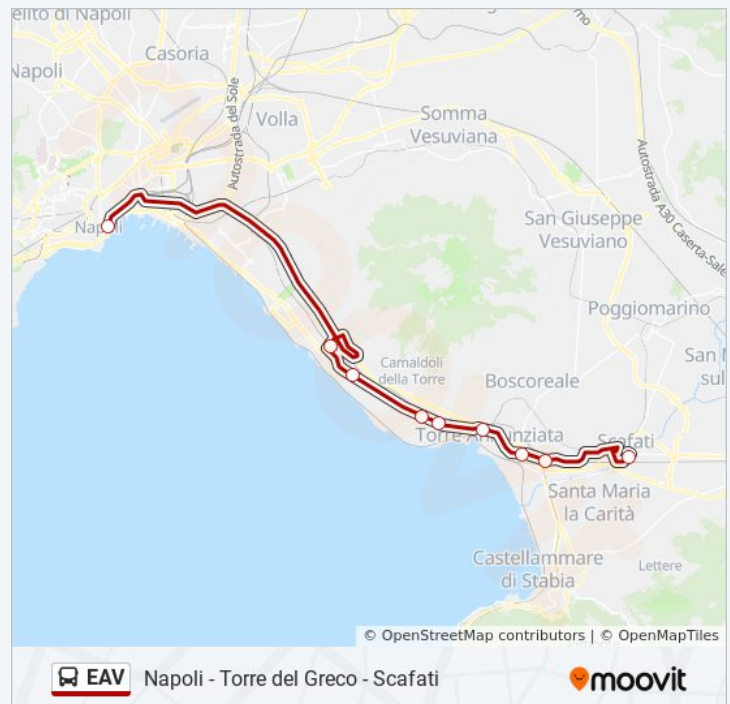 elito di Napoli
Casoria
Napoli
Autostrada del Sole
Volla
Somma
Vesuviana
Autostrada A30 Caserta-Sale
San Giuseppe
Vesuviano
Napoli
Poggiomarino
San
sul
Camaldoli
della Torre
Boscoreale
Torre Annunziata
Scafati
Santa Maria
la Carità
Castellammare
di Stabia
Lettere
© OpenStreetMap contributors | © OpenMapTiles
EAV
Napoli - Torre del Greco - Scafati
moovit